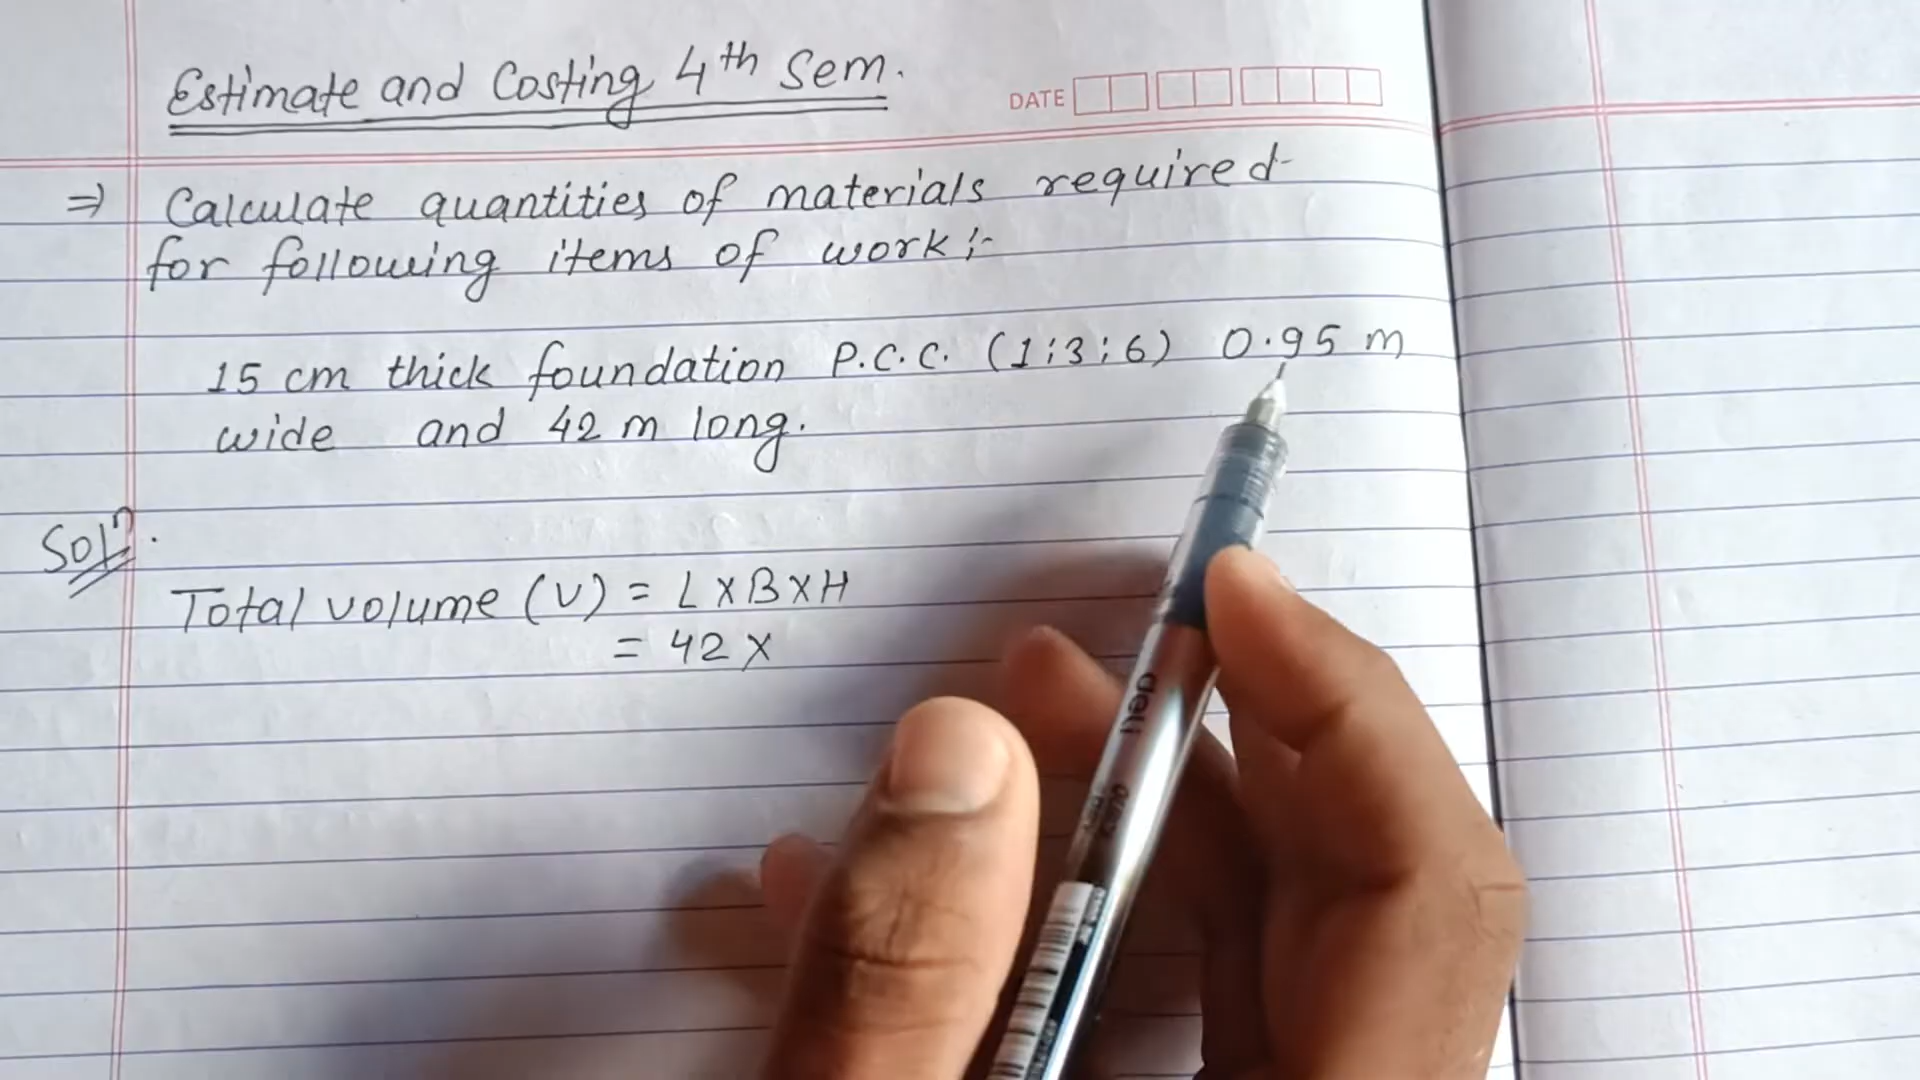 Estimate and Costing 4th Sem.
DATE
⇒ Calculate quantities of materials required
for following items of work:-
15 cm thick foundation P.C.C. (1:3:6) 0.95 m
wide and 42 m long.
Soln.
Total volume (V) = L X B X H
= 42 X
deli